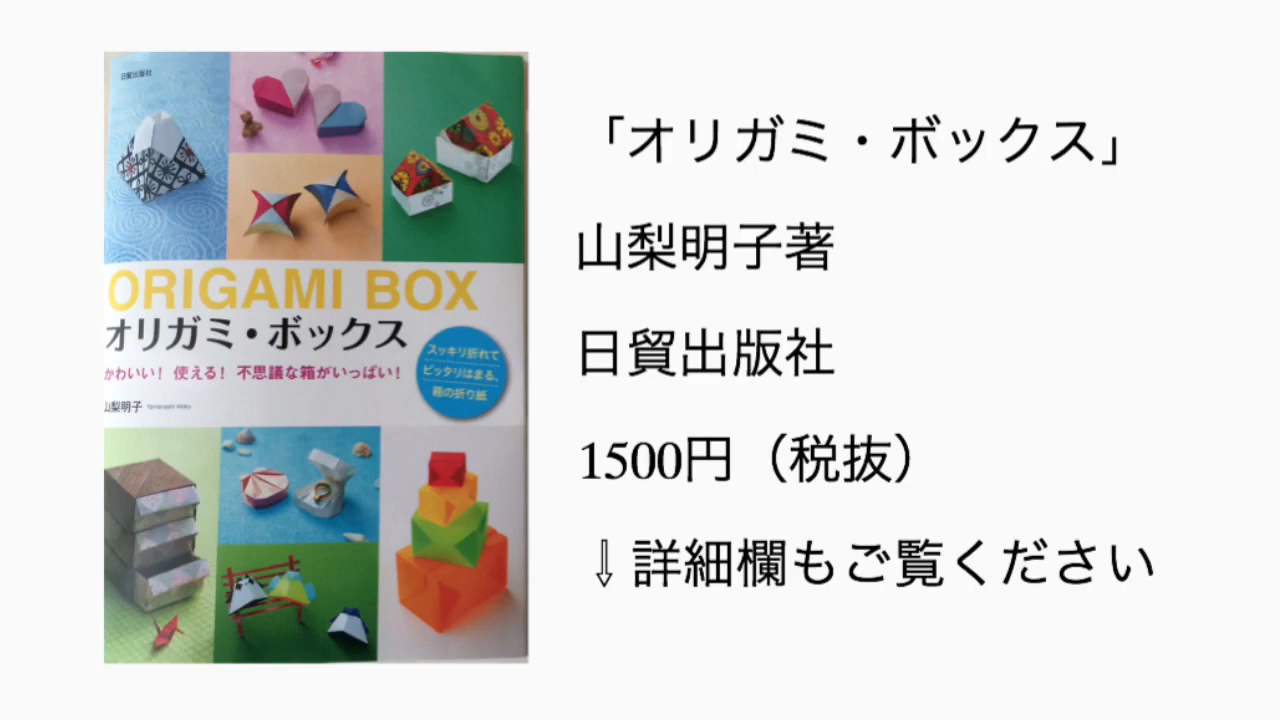 日貿出版社
ORIGAMI BOX
オリガミ・ボックス
かわいい! 使える! 不思議な箱がいっぱい!
スッキリ折れて
ピッタリはまる、
箱の折り紙
山梨明子 Yamanashi Akiko
「オリガミ・ボックス」
山梨明子著
日貿出版社
1500円（税抜）
⇩詳細欄もご覧ください